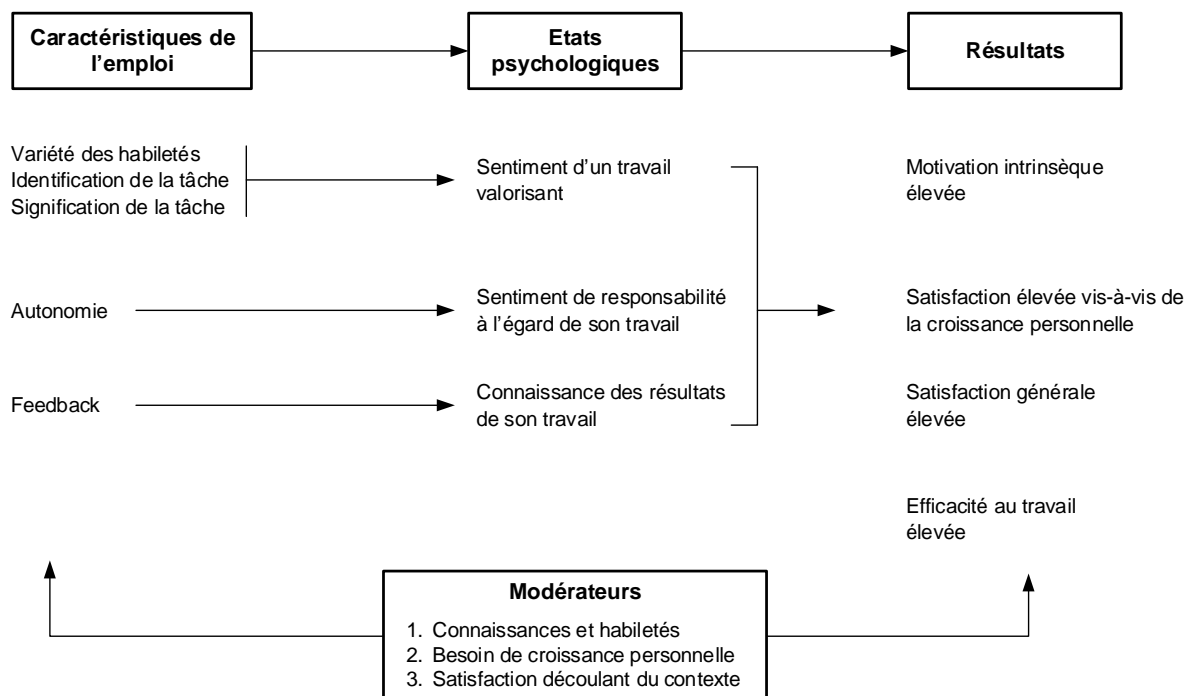 Caractéristiques de
l'emploi
Etats
psychologiques
Résultats
Variété des habiletés
Identification de la tâche
Signification de la tâche
Sentiment d'un travail
valorisant
Motivation intrinsèque
élevée
Autonomie
Sentiment de responsabilité
à l'égard de son travail
Satisfaction élevée vis-à-vis de
la croissance personnelle
Feedback
Connaissance des résultats
de son travail
Satisfaction générale
élevée
Efficacité au travail
élevée
Modérateurs
1. Connaissances et habiletés
2. Besoin de croissance personnelle
3. Satisfaction découlant du contexte